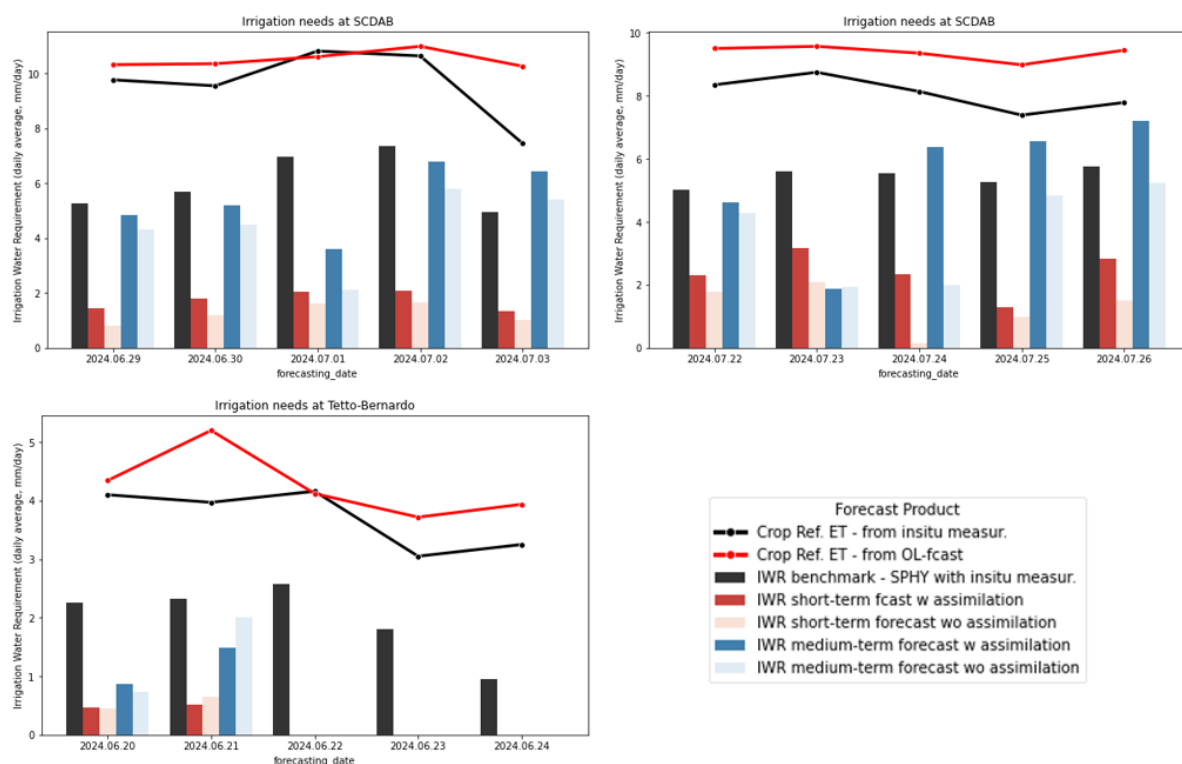 Irrigation needs at SCDAB
Irrigation Water Requirement (daily average, mm/day)
10
8
6
4
2
0
2024.06.29 2024.06.30 2024.07.01 2024.07.02 2024.07.03
forecasting_date
Irrigation needs at SCDAB
Irrigation Water Requirement (daily average, mm/day)
10
8
6
4
2
0
2024.07.22 2024.07.23 2024.07.24 2024.07.25 2024.07.26
forecasting_date
Irrigation needs at Tetto-Bernardo
Irrigation Water Requirement (daily average, mm/day)
5
4
3
2
1
0
2024.06.20 2024.06.21 2024.06.22 2024.06.23 2024.06.24
forecasting_date
Forecast Product
Crop Ref. ET - from insitu measur.
Crop Ref. ET - from OL-fcast
IWR benchmark - SPHY with insitu measur.
IWR short-term fcast w assimilation
IWR short-term forecast wo assimilation
IWR medium-term forecast w assimilation
IWR medium-term forecast wo assimilation